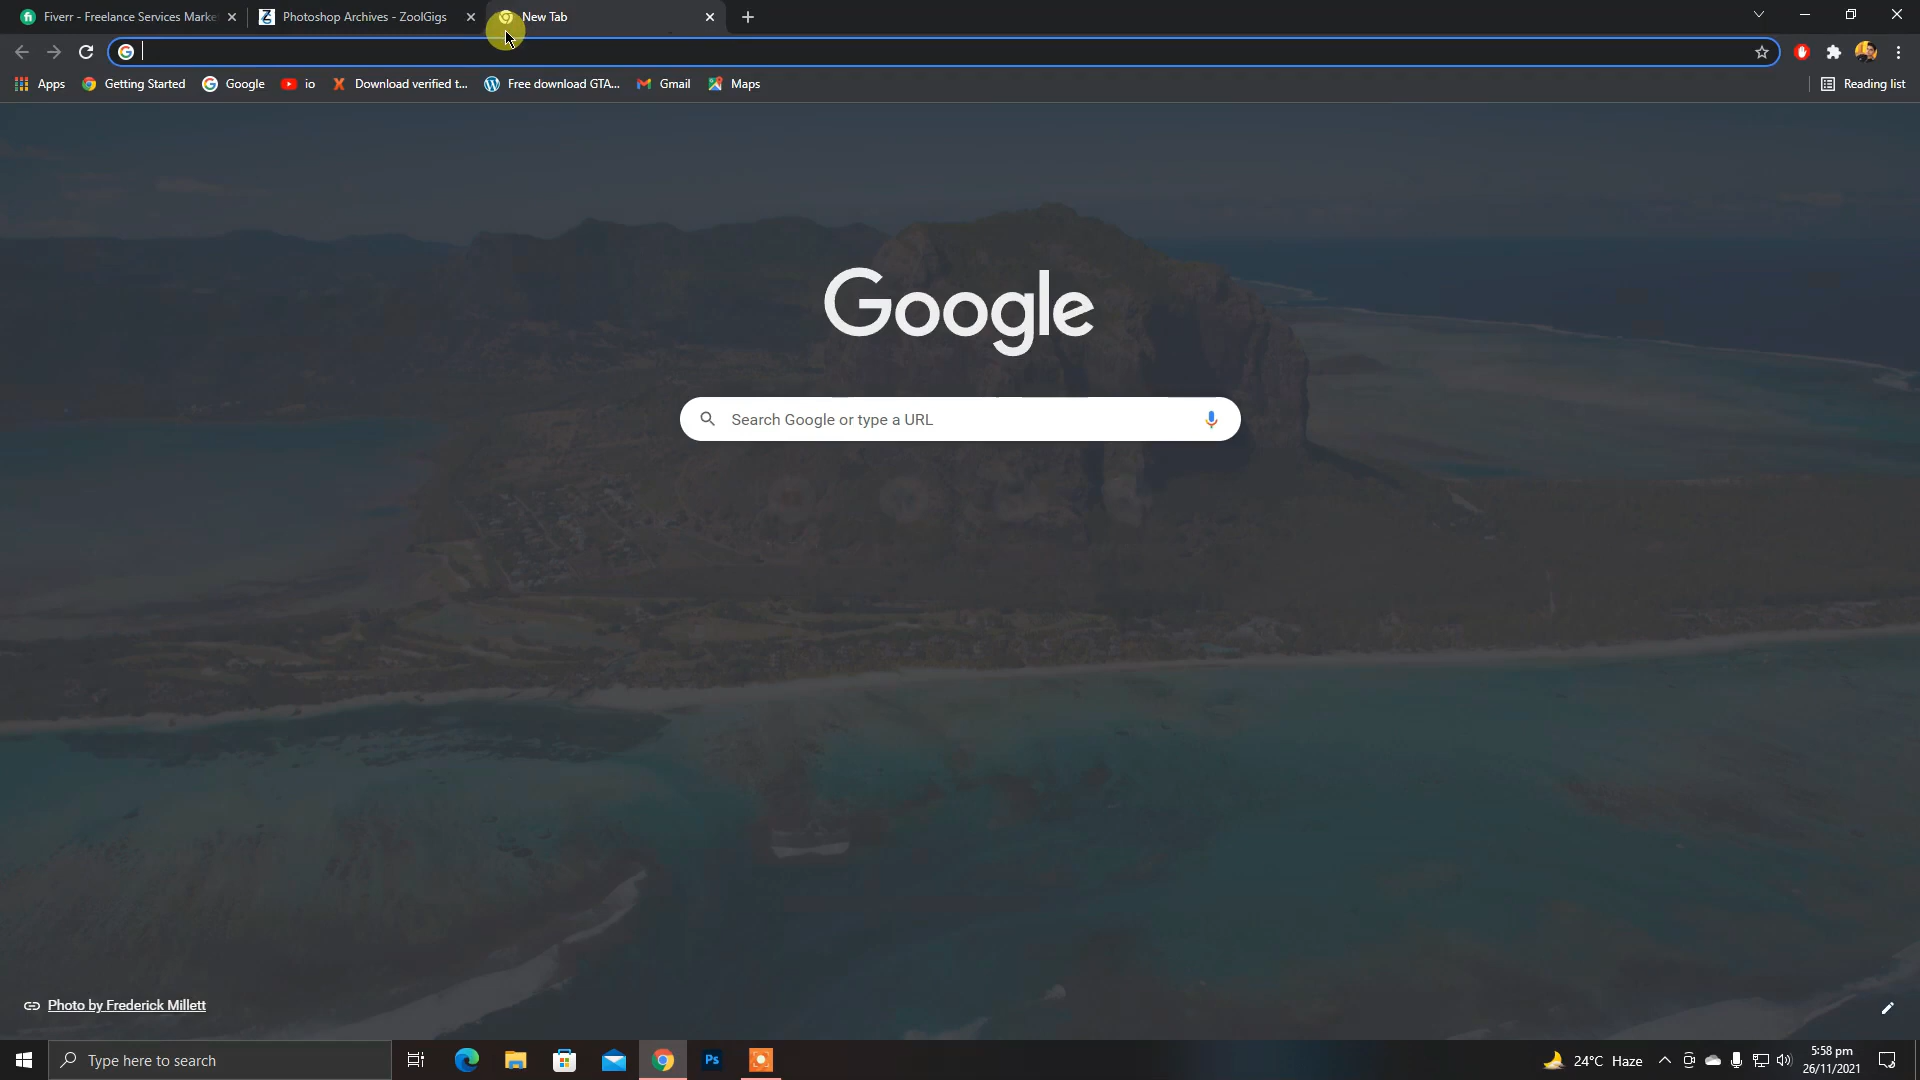 Fiverr - Freelance Services Marke
Photoshop Archives - ZoolGigs
New Tab
Apps
Getting Started
Google
io
Download verified t...
Free download GTA...
Gmail
Maps
Reading list
Google
Search Google or type a URL
Photo by Frederick Millett
Type here to search
Ps
24°C Haze
5:58 pm
26/11/2021